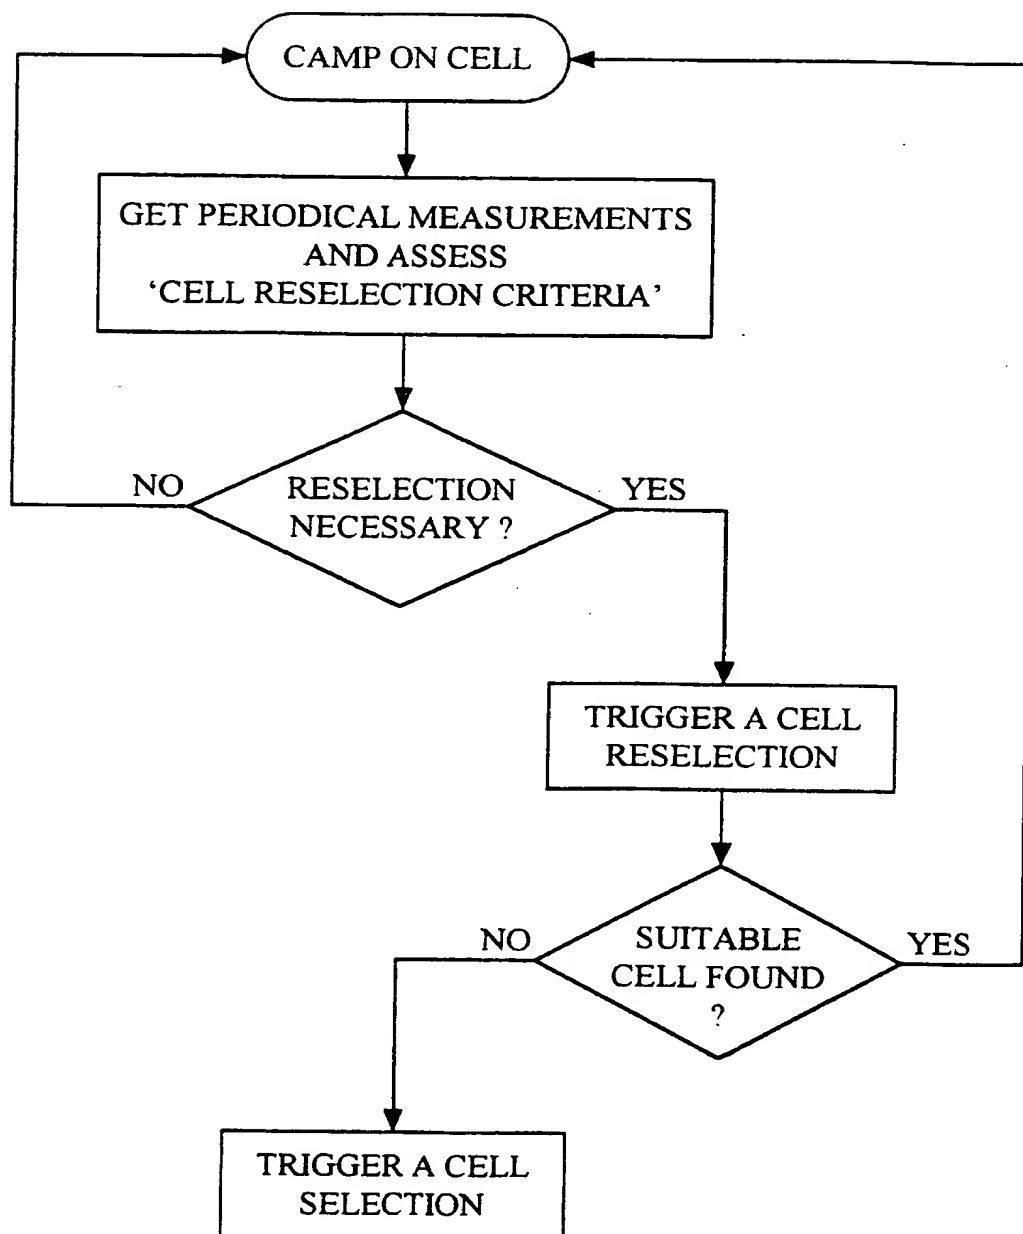 CAMP ON CELL
GET PERIODICAL MEASUREMENTS
AND ASSESS
‘CELL RESELECTION CRITERIA’
NO
RESELECTION
NECESSARY ?
YES
TRIGGER A CELL
RESELECTION
NO
SUITABLE
CELL FOUND
?
YES
TRIGGER A CELL
SELECTION